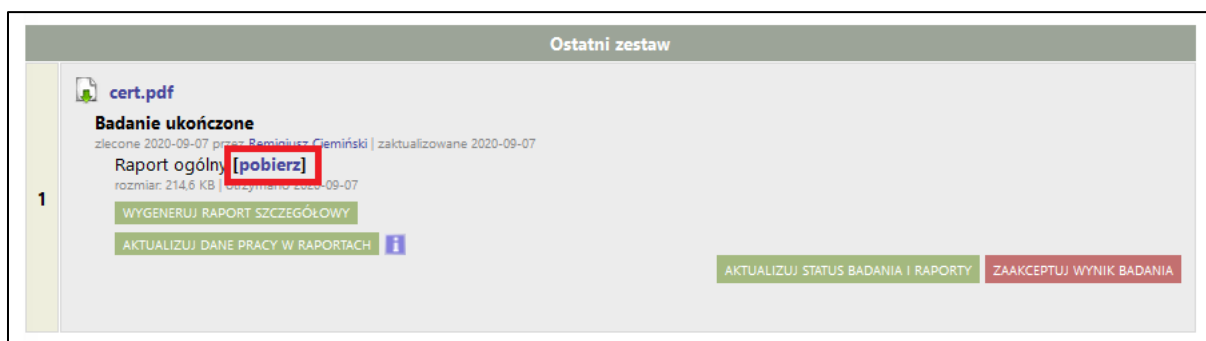 Ostatni zestaw
cert.pdf
Badanie ukończone
zlecone 2020-09-07 przez Remigiusz Ciemiński | zaktualizowane 2020-09-07
Raport ogólny [pobierz]
rozmiar: 214,6 KB | otrzymano 2020-09-07
1
WYGENERUJ RAPORT SZCZEGÓŁOWY
AKTUALIZUJ DANE PRACY W RAPORTACH i
AKTUALIZUJ STATUS BADANIA I RAPORTY ZAAKCEPTUJ WYNIK BADANIA